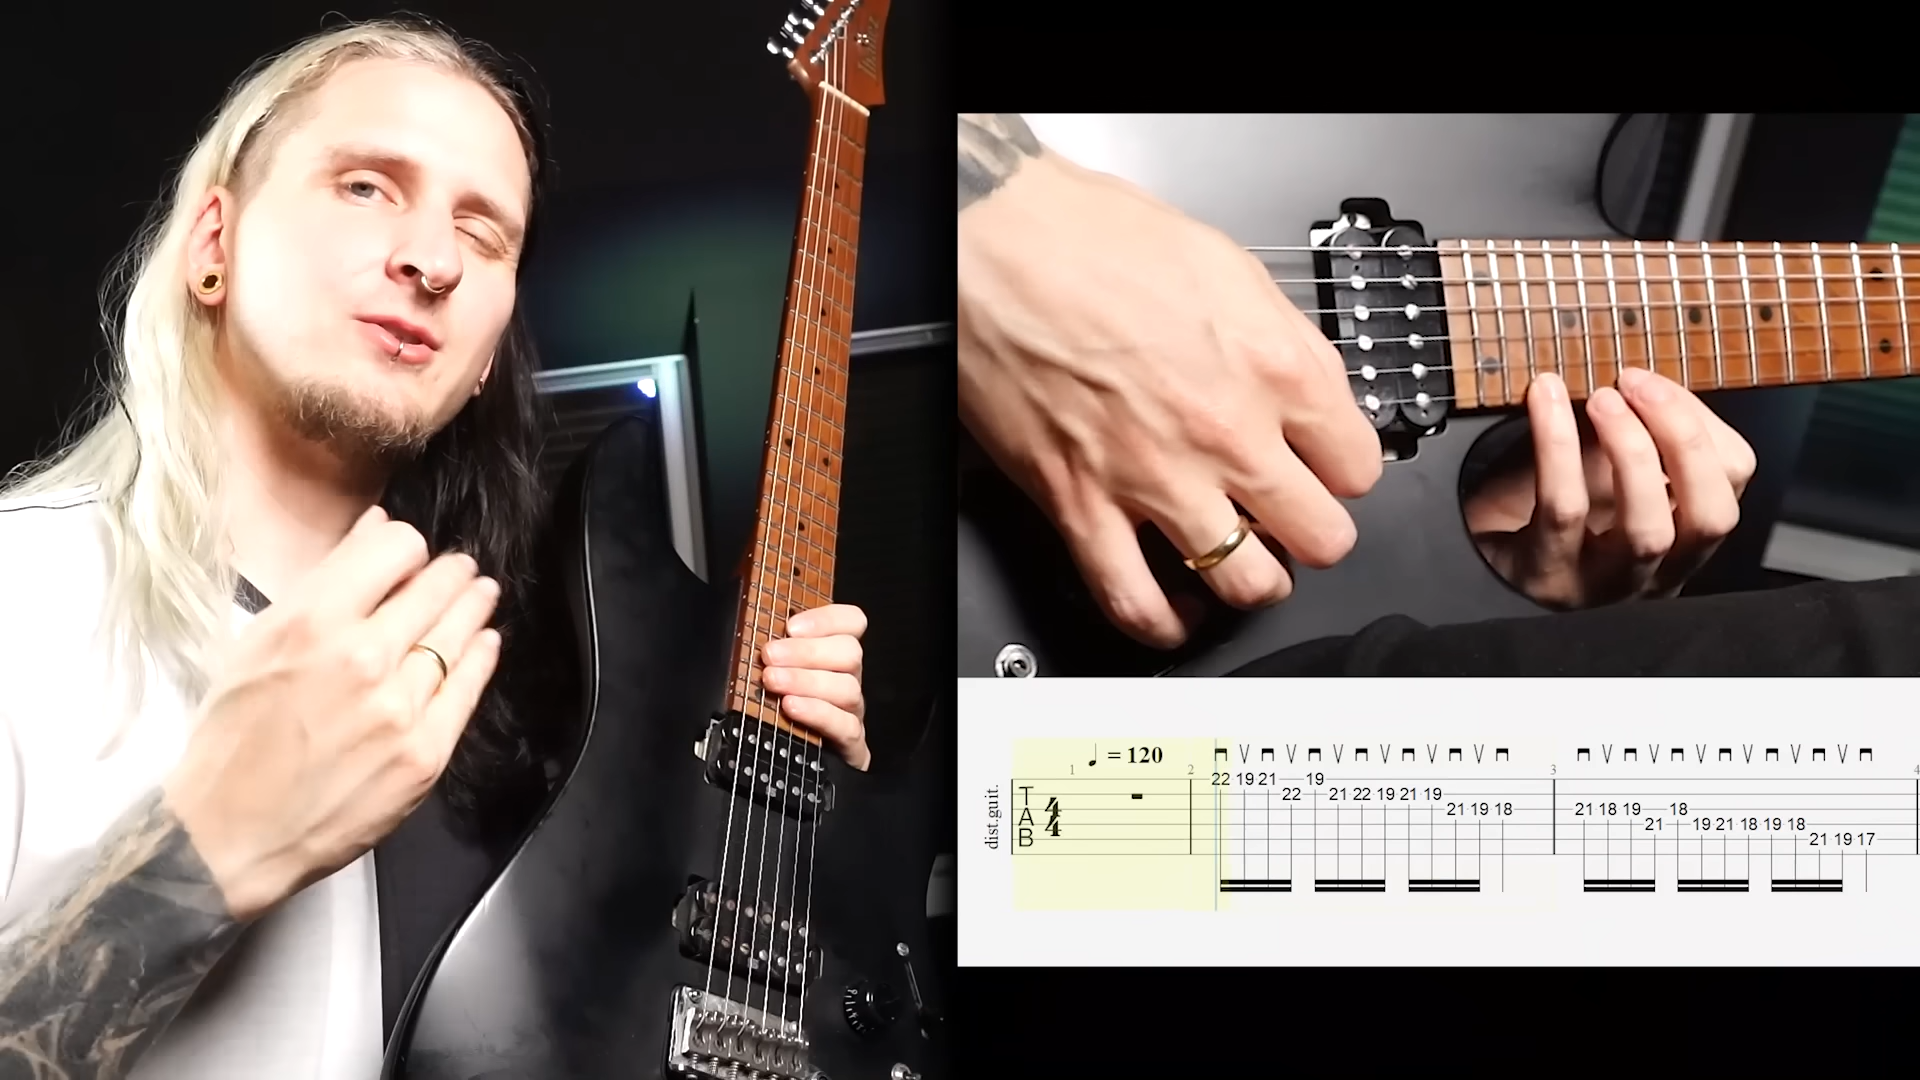 Ibanez
♩ = 120
1 2 3 4
22 19 21 19
22 21 22 19 21 19
21 19 18 21 18 19 18
21 19 21 18 19 18
21 19 17
dist.guit.
T
A
B
4
4